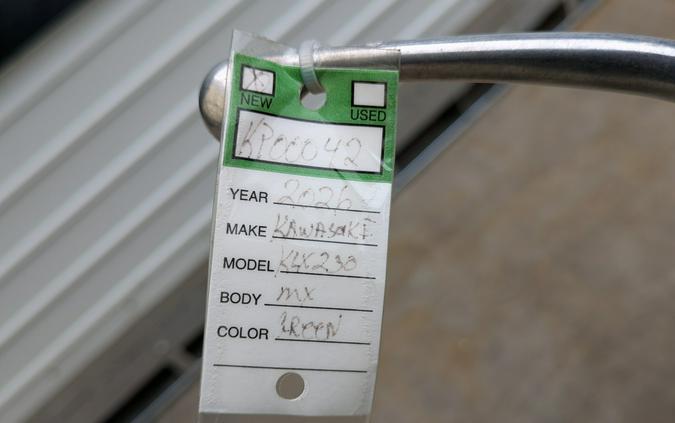 X
NEW USED
KP00042
YEAR 2026
MAKE KAWASAKI
MODEL KLX230
BODY MX
COLOR GREEN